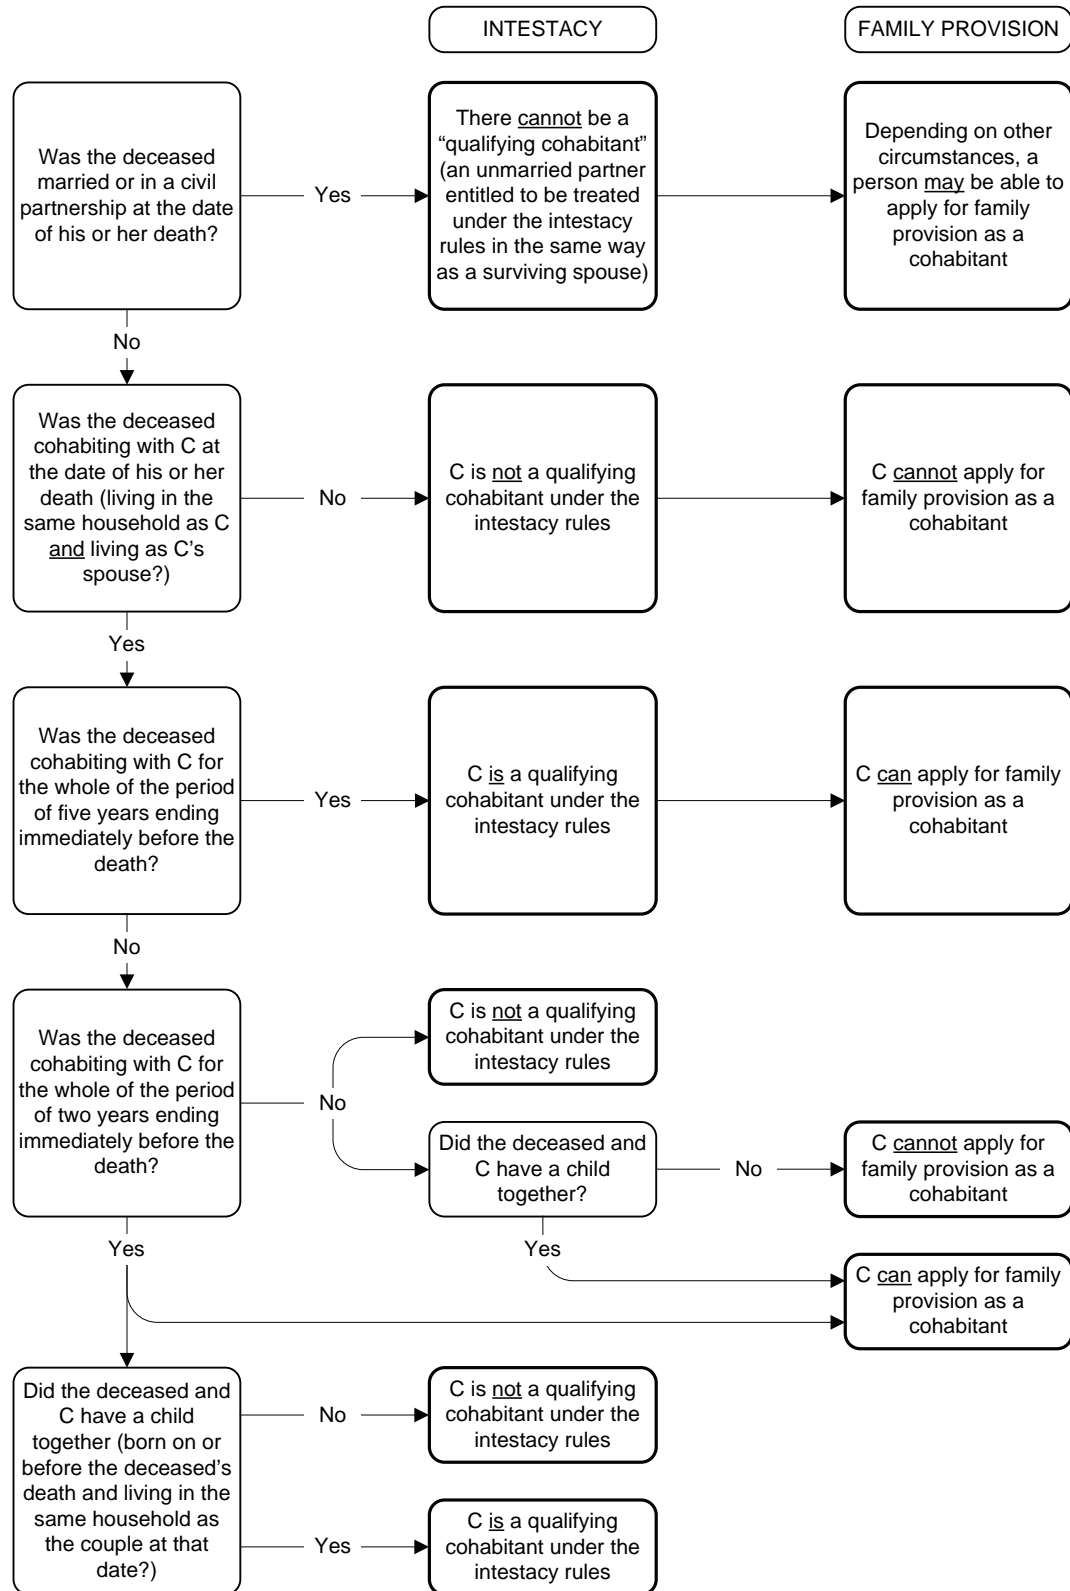 INTESTACY
FAMILY PROVISION
Was the deceased
married or in a civil
partnership at the date
of his or her death?
Yes
There cannot be a
“qualifying cohabitant”
(an unmarried partner
entitled to be treated
under the intestacy
rules in the same way
as a surviving spouse)
Depending on other
circumstances, a
person may be able to
apply for family
provision as a
cohabitant
No
Was the deceased
cohabiting with C at
the date of his or her
death (living in the
same household as C
and living as C’s
spouse?)
No
C is not a qualifying
cohabitant under the
intestacy rules
C cannot apply for
family provision as a
cohabitant
Yes
Was the deceased
cohabiting with C for
the whole of the period
of five years ending
immediately before the
death?
Yes
C is a qualifying
cohabitant under the
intestacy rules
C can apply for family
provision as a
cohabitant
No
Was the deceased
cohabiting with C for
the whole of the period
of two years ending
immediately before the
death?
No
C is not a qualifying
cohabitant under the
intestacy rules
Did the deceased and
C have a child
together?
No
C cannot apply for
family provision as a
cohabitant
Yes
Yes
C can apply for family
provision as a
cohabitant
Did the deceased and
C have a child
together (born on or
before the deceased’s
death and living in the
same household as
the couple at that
date?)
No
C is not a qualifying
cohabitant under the
intestacy rules
Yes
C is a qualifying
cohabitant under the
intestacy rules